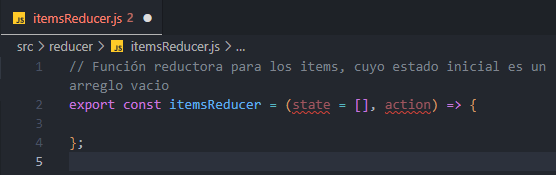 JS itemsReducer.js 2
src > reducer > JS itemsReducer.js > ...
1 // Función reductora para los items, cuyo estado inicial es un
arreglo vacio
2 export const itemsReducer = (state = [], action) => {
3
4 };
5